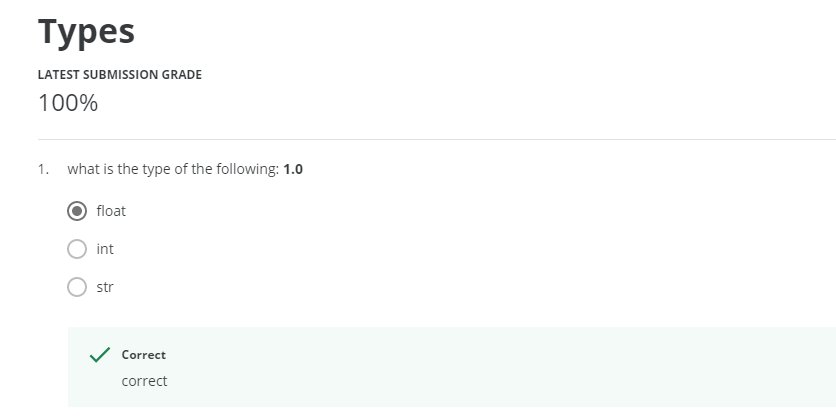 Types
LATEST SUBMISSION GRADE
100%
1. what is the type of the following: 1.0
float
int
str
Correct
correct